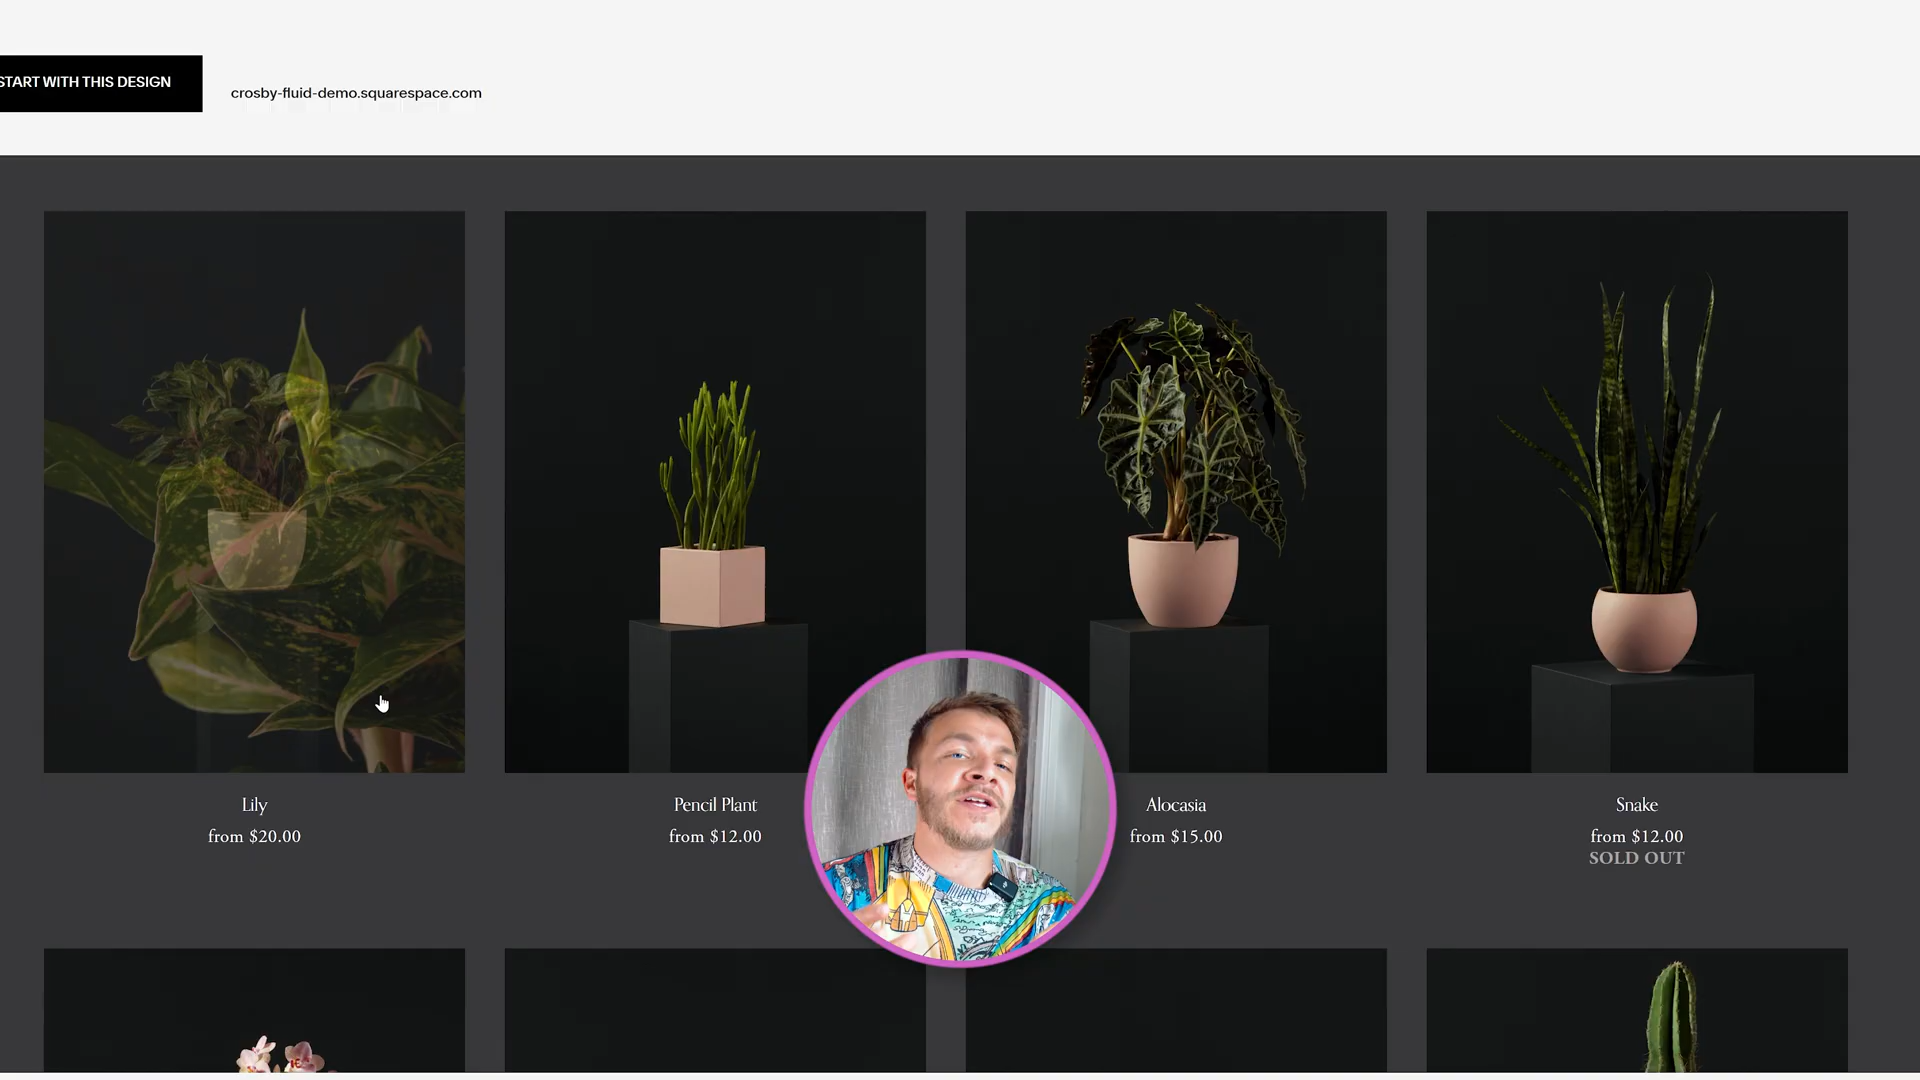 START WITH THIS DESIGN
crosby-fluid-demo.squarespace.com
Lily
from $20.00
Pencil Plant
from $12.00
Alocasia
from $15.00
Snake
from $12.00
SOLD OUT